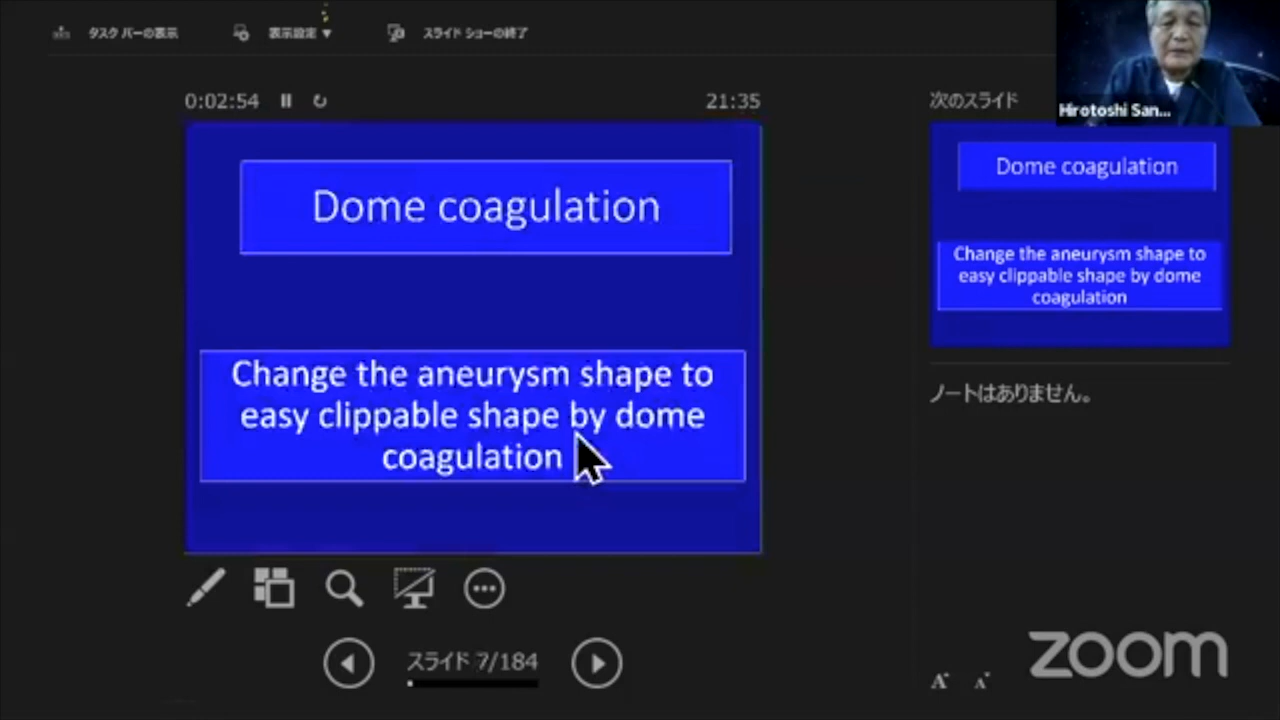 タスク バーの表示
表示設定 ▼
スライド ショーの終了
Hirotoshi San...
0:02:54
21:35
次のスライド
Dome coagulation
Change the aneurysm shape to
easy clippable shape by dome
coagulation
Dome coagulation
Change the aneurysm shape to
easy clippable shape by dome
coagulation
ノートはありません。
スライド 7/184
A A
zoom